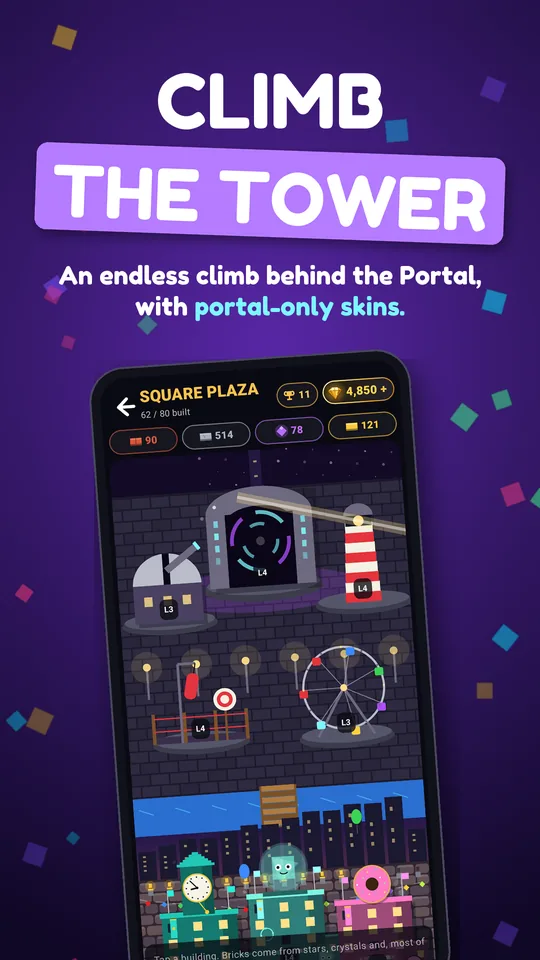 CLIMB
THE TOWER
An endless climb behind the Portal,
with portal-only skins.
SQUARE PLAZA
62 / 80 built
11
4,850 +
90
514
78
121
L4
L3
L4
L4
L3
Tap a building. Bricks come from stars, crystals and, most of
L4